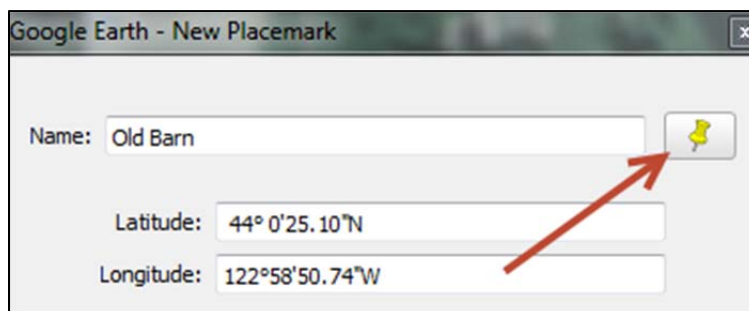 Google Earth - New Placemark
Name: Old Barn
Latitude: 44° 0'25.10"N
Longitude: 122°58'50.74"W